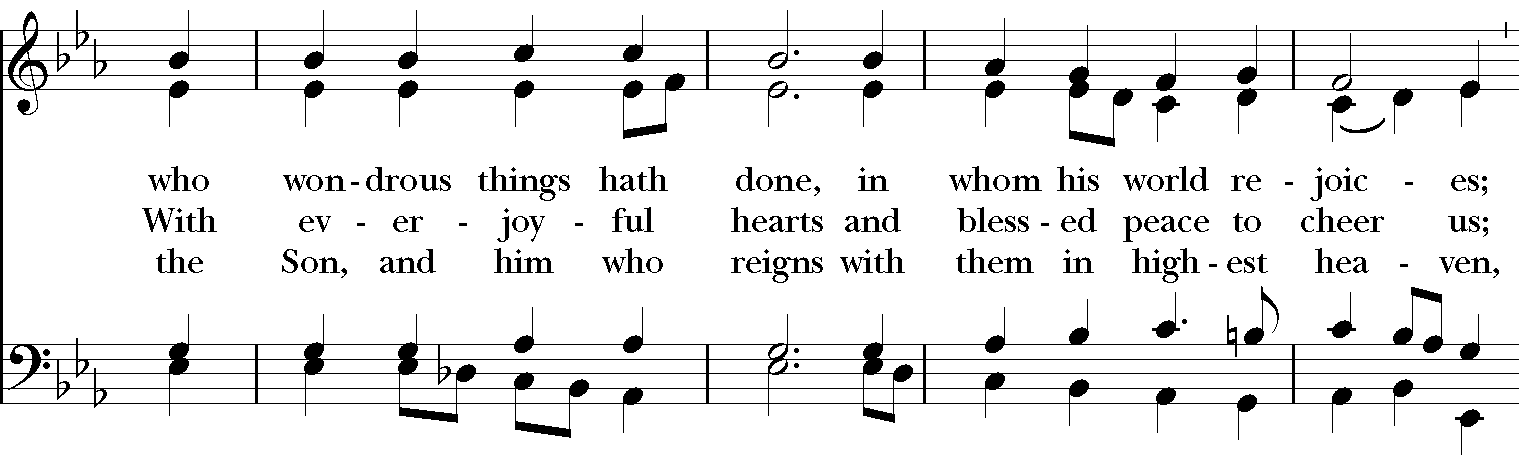 who won - drous things hath done, in whom his world re - joic - es;
With ev - er - joy - ful hearts and bless - ed peace to cheer us;
the Son, and him who reigns with them in high - est hea - ven,